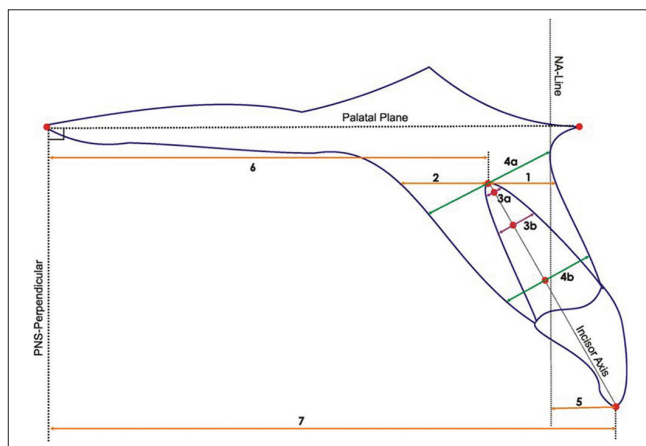 NA-Line
Palatal Plane
6
4a
2
1
3a
3b
4b
PNS-Perpendicular
Incisor Axis
5
7